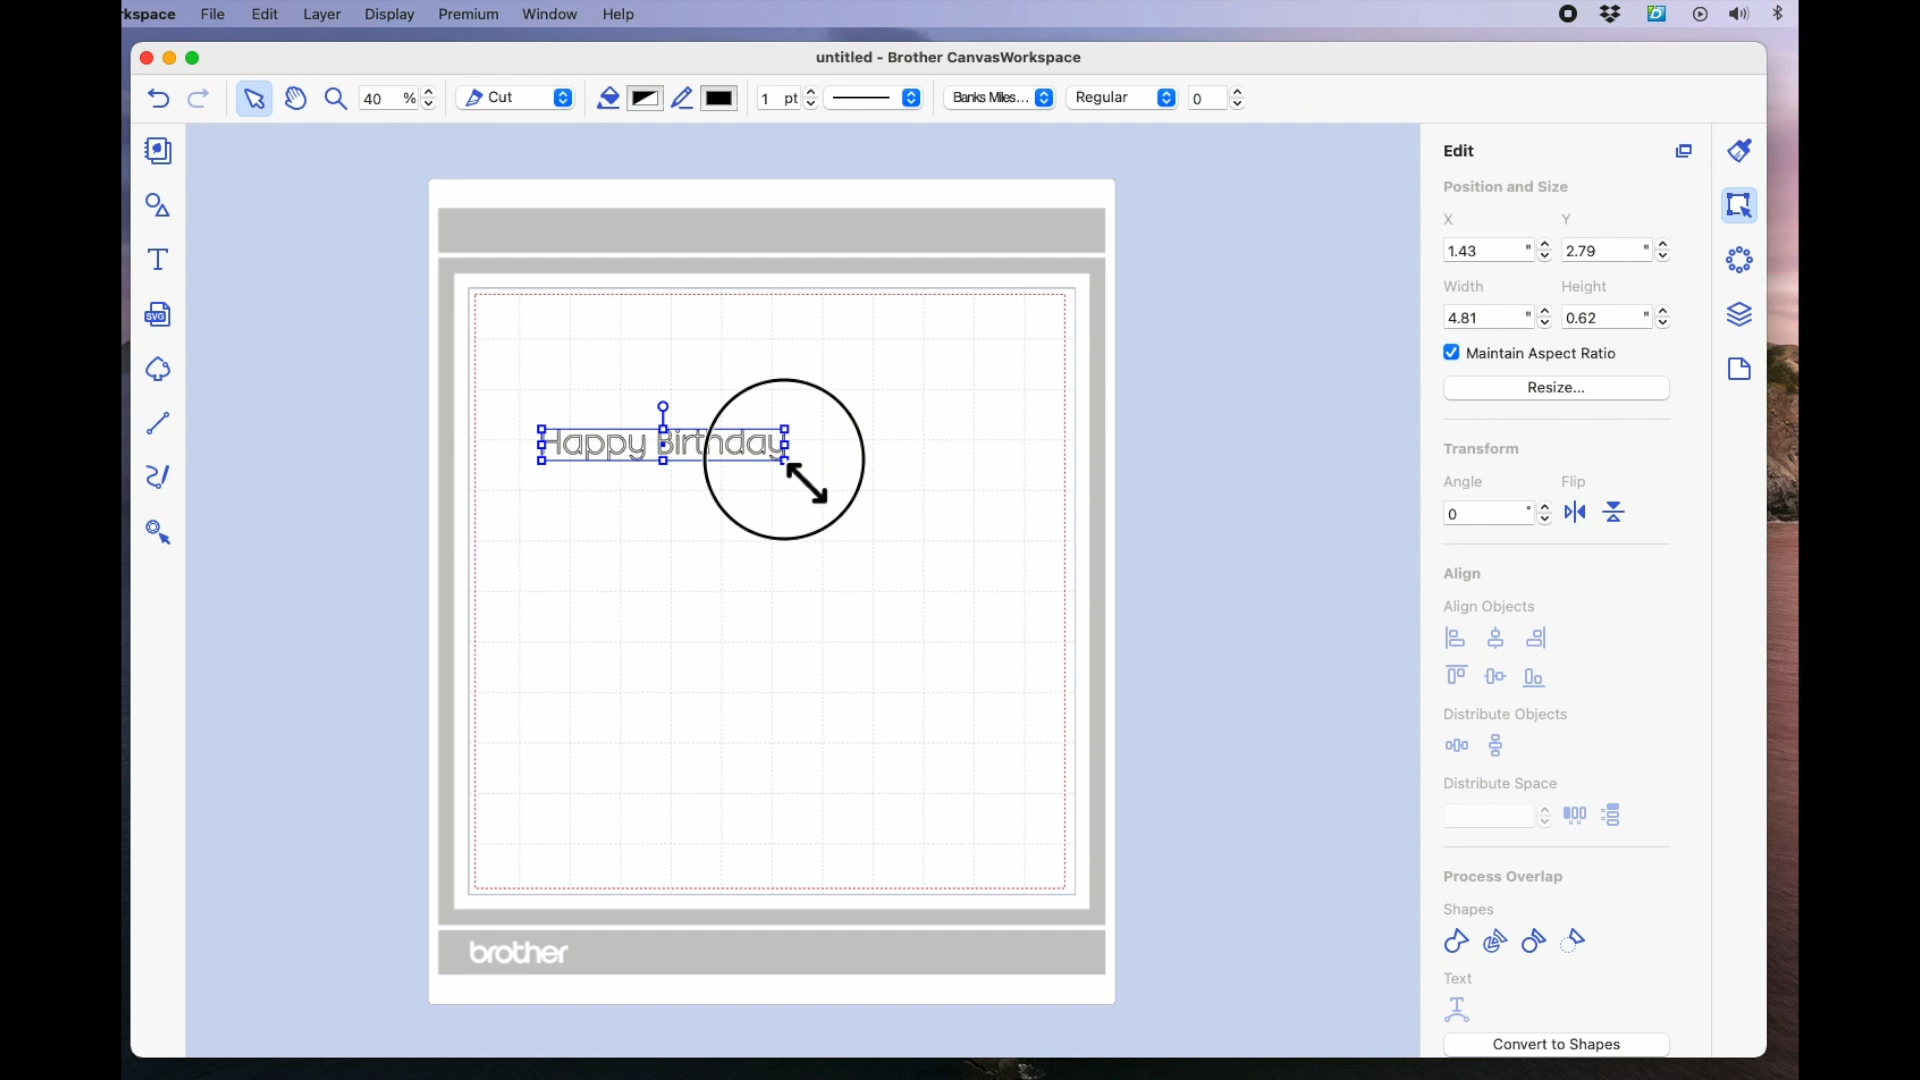 rkspace File Edit Layer Display Premium Window Help
untitled - Brother CanvasWorkspace
40 % Cut 1 pt Banks Miles... Regular 0
Edit
Position and Size
X Y
1.43 " 2.79 "
Width Height
4.81 " 0.62 "
Maintain Aspect Ratio
Resize...
Transform
Angle Flip
0 °
Align
Align Objects
Distribute Objects
Distribute Space
Process Overlap
Shapes
Text
Convert to Shapes
SVG
Happy Birthday
brother